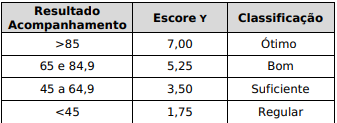 Resultado Acompanhamento Escore Y Classificação
>85 7,00 Ótimo
65 e 84,9 5,25 Bom
45 a 64,9 3,50 Suficiente
<45 1,75 Regular